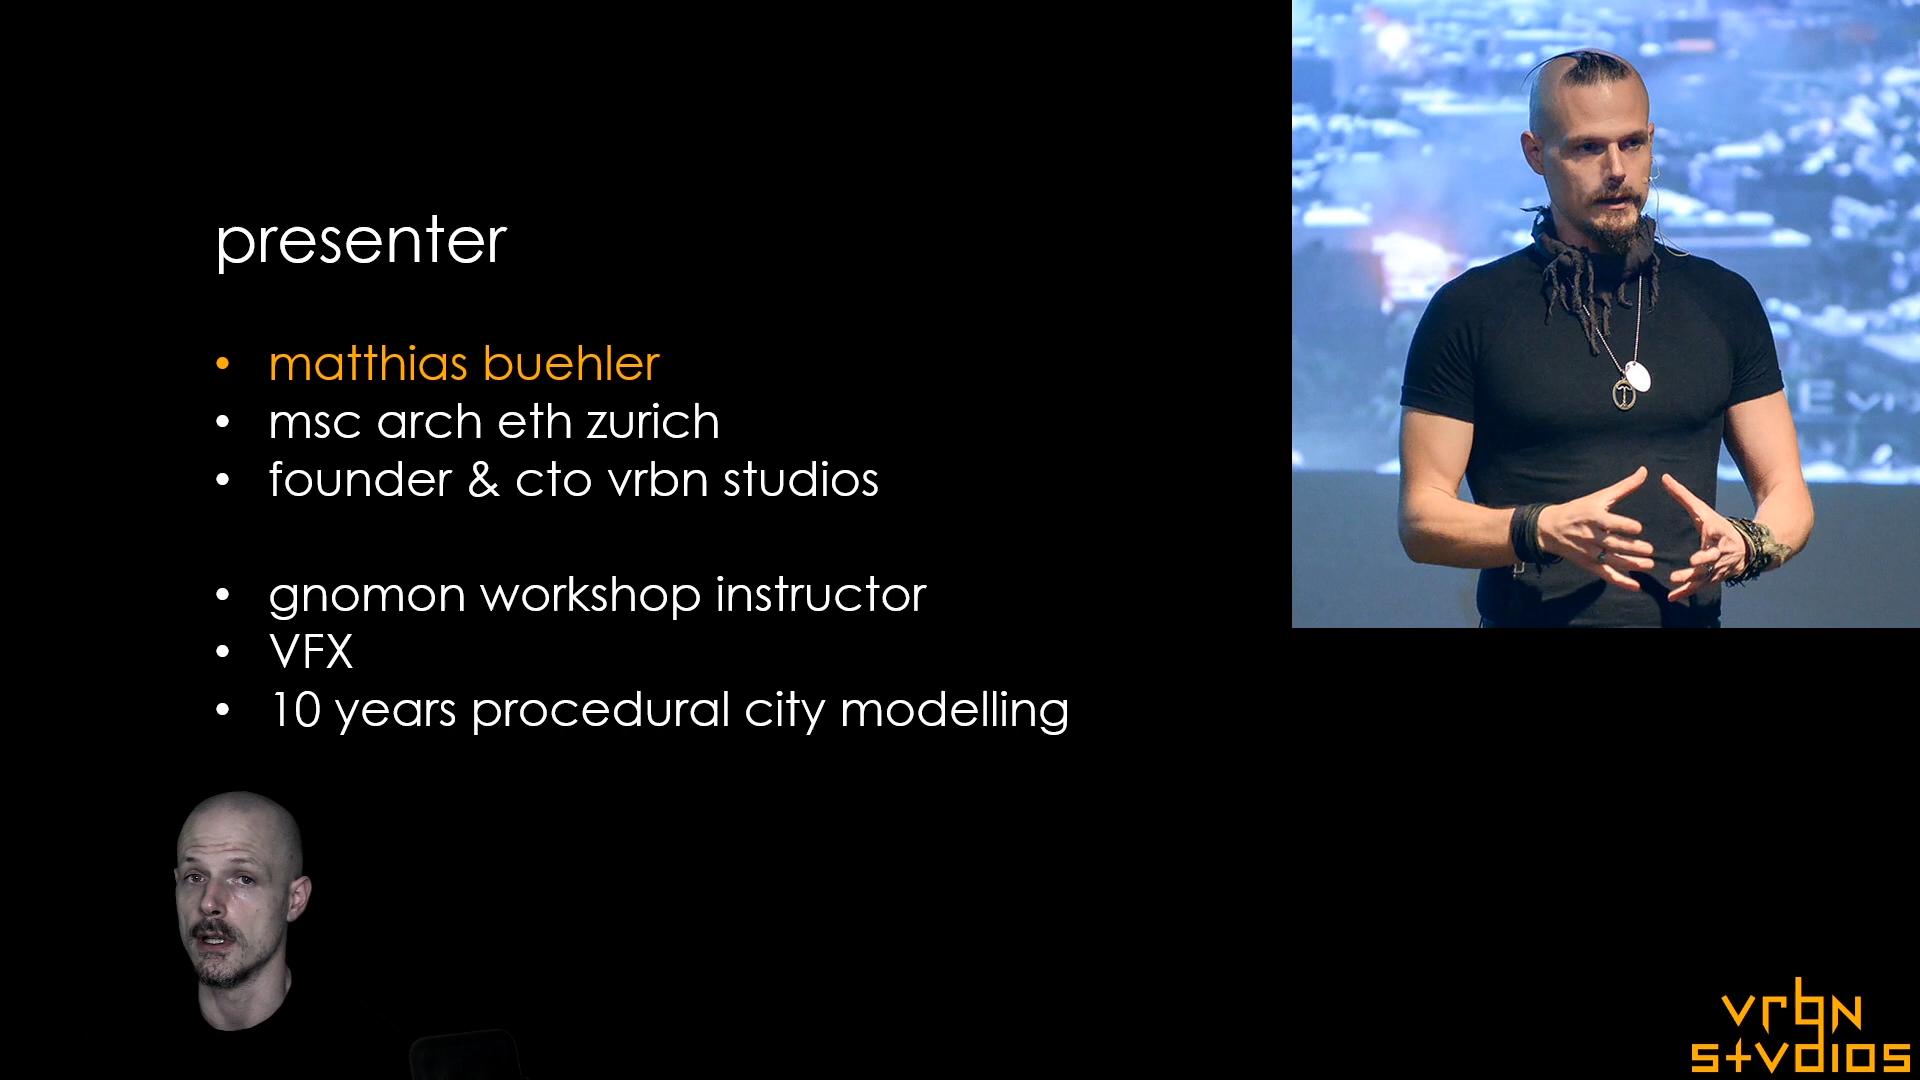 presenter
• matthias buehler
• msc arch eth zurich
• founder & cto vrbn studios
• gnomon workshop instructor
• VFX
• 10 years procedural city modelling
vrbn
stvdios